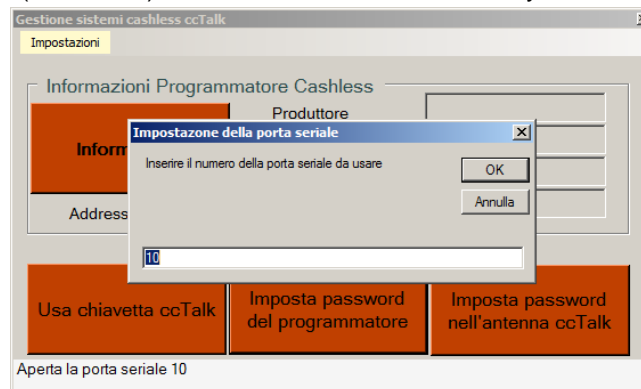 Gestione sistemi cashless ccTalk
Impostazioni
Informazioni Programmatore Cashless
Produttore
Inform
Impostazone della porta seriale
Inserire il numero della porta seriale da usare
OK
Annulla
Address
10
Usa chiavetta ccTalk
Imposta password
del programmatore
Imposta password
nell'antenna ccTalk
Aperta la porta seriale 10